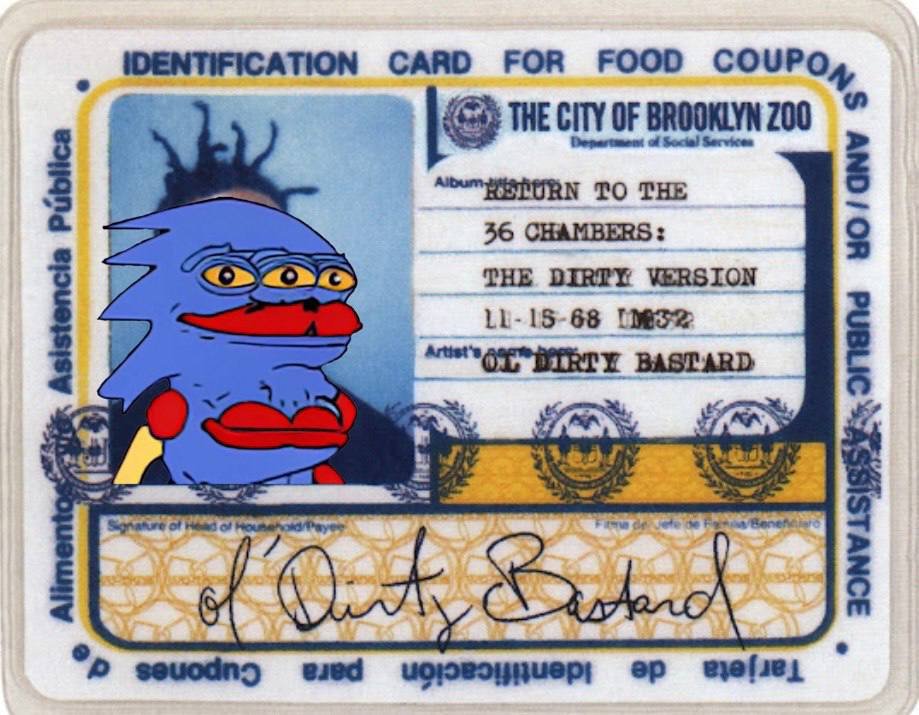 IDENTIFICATION CARD FOR FOOD COUPONS AND/OR PUBLIC ASSISTANCE
THE CITY OF BROOKLYN ZOO
Department of Social Services
Album title here:
RETURN TO THE
36 CHAMBERS:
THE DIRTY VERSION
11-15-68
Artist's name here:
OL DIRTY BASTARD
Signature of Head of Household/Payee
Firma del Jefe de Familia/Beneficiario
ol' Dirty Bastard
Tarjeta de Identificación para Cupones de
Alimentos y/o Asistencia Pública